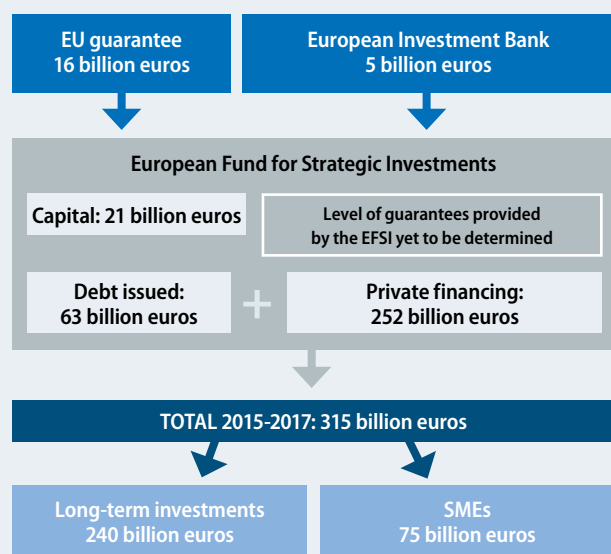 EU guarantee
16 billion euros
European Investment Bank
5 billion euros
European Fund for Strategic Investments
Capital: 21 billion euros
Level of guarantees provided
by the EFSI yet to be determined
Debt issued:
63 billion euros
+
Private financing:
252 billion euros
TOTAL 2015-2017: 315 billion euros
Long-term investments
240 billion euros
SMEs
75 billion euros